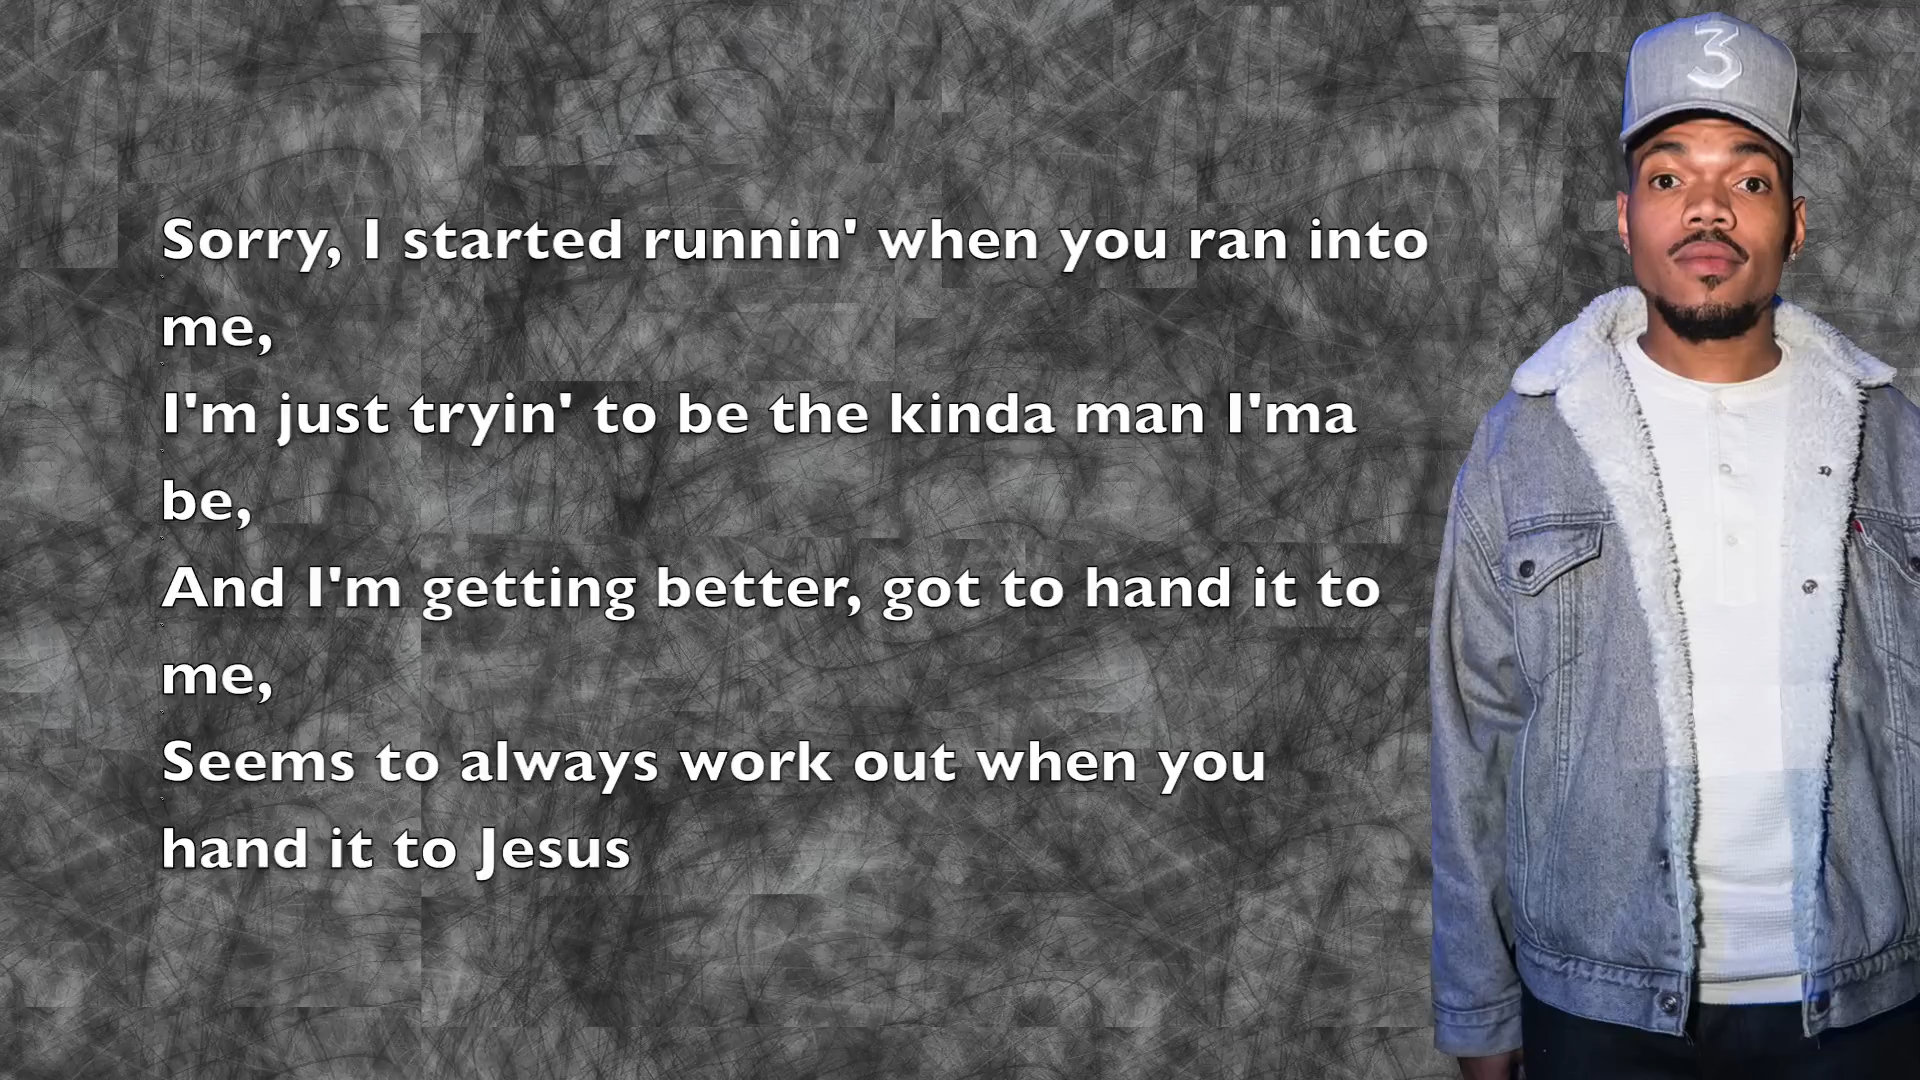 3
Sorry, I started runnin' when you ran into
me,
I'm just tryin' to be the kinda man I'ma
be,
And I'm getting better, got to hand it to
me,
Seems to always work out when you
hand it to Jesus